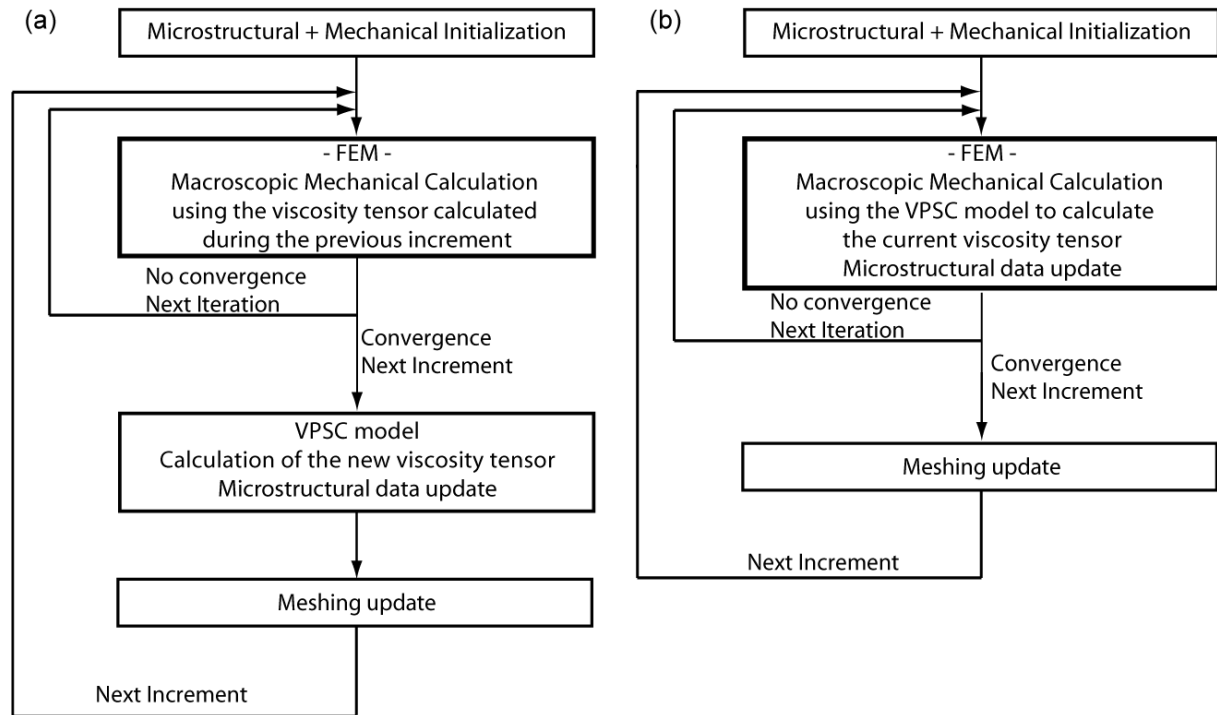 (a)
Microstructural + Mechanical Initialization
- FEM -
Macroscopic Mechanical Calculation
using the viscosity tensor calculated
during the previous increment
No convergence
Next Iteration
Convergence
Next Increment
VPSC model
Calculation of the new viscosity tensor
Microstructural data update
Meshing update
Next Increment
(b)
Microstructural + Mechanical Initialization
- FEM -
Macroscopic Mechanical Calculation
using the VPSC model to calculate
the current viscosity tensor
Microstructural data update
No convergence
Next Iteration
Convergence
Next Increment
Meshing update
Next Increment